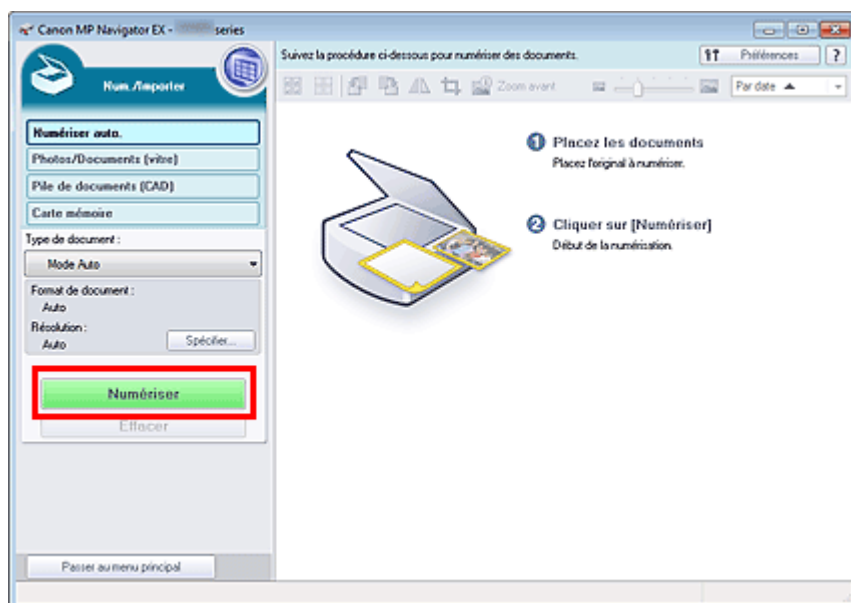 Canon MP Navigator EX - series
Num./Importer
Numériser auto.
Photos/Documents (vitre)
Pile de documents (CAD)
Carte mémoire
Type de document :
Mode Auto
Format de document :
Auto
Résolution :
Auto
Spécifier...
Numériser
Effacer
Passer au menu principal
Suivez la procédure ci-dessous pour numériser des documents.
Préférences
?
Zoom avant
Par date
1 Placez les documents
Placez l'original à numériser.
2 Cliquer sur [Numériser]
Début de la numérisation.